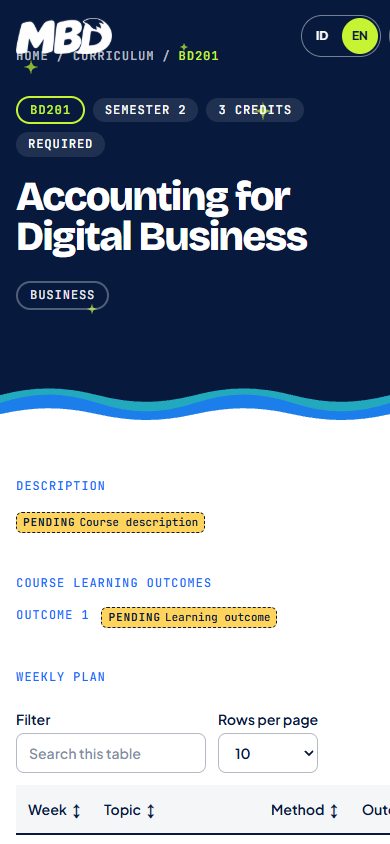 MBD
ID EN
HOME / CURRICULUM / BD201
BD201 SEMESTER 2 3 CREDITS
REQUIRED
Accounting for
Digital Business
BUSINESS
DESCRIPTION
PENDING Course description
COURSE LEARNING OUTCOMES
OUTCOME 1 PENDING Learning outcome
WEEKLY PLAN
Filter Rows per page
Search this table 10
Week Topic Method Outc